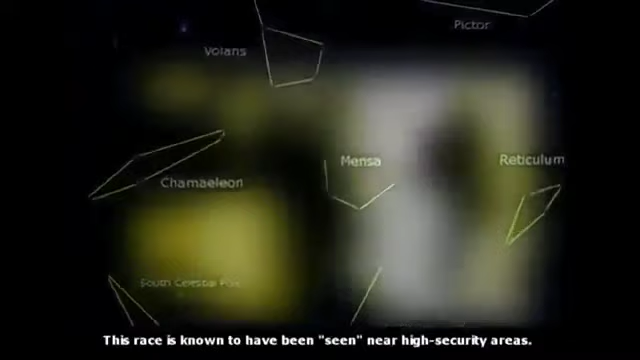 Pictor
Volans
Mensa
Reticulum
Chamaeleon
South Celestial Pole
This race is known to have been "seen" near high-security areas.